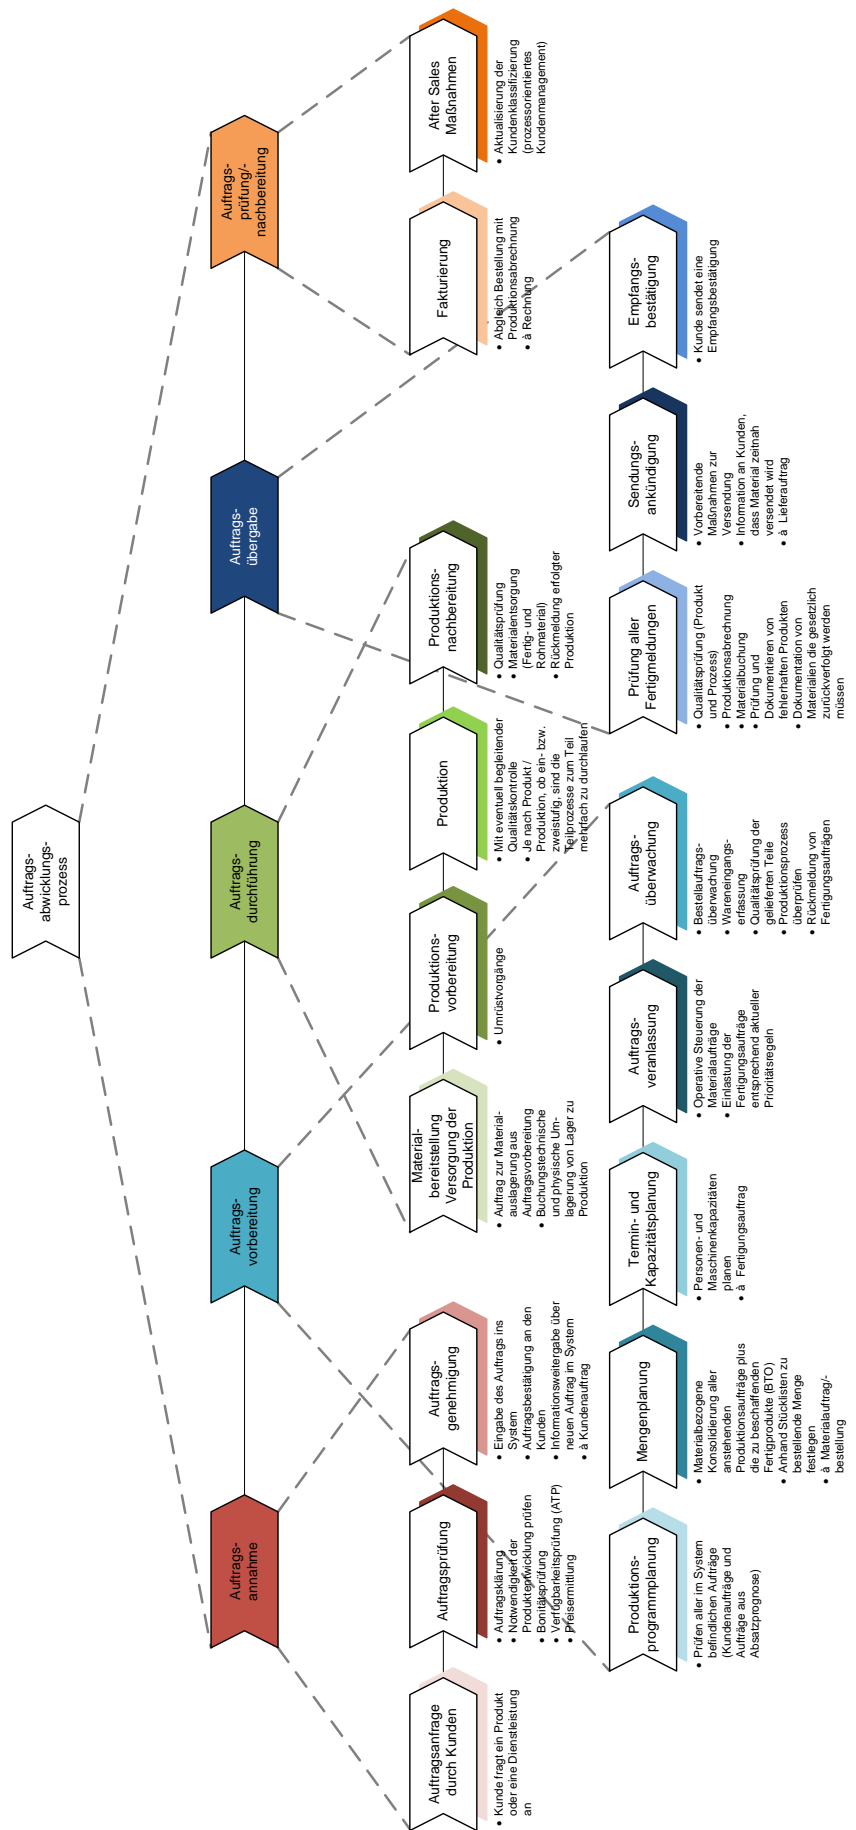 Auftrags-
abwicklungs-
prozess
Auftrags-
annahme
Auftrags-
vorbereitung
Auftrags-
durchführung
Auftrags-
übergabe
Auftrags-
prüfung/-
nachbereitung
Auftragsanfrage
durch Kunden
• Kunde fragt ein Produkt
oder eine Dienstleistung
an
Auftragsprüfung
• Auftragsklärung
• Notwendigkeit der
Produktentwicklung prüfen
• Bonitätsprüfung
• Verfügbarkeitsprüfung (ATP)
• Preisermittlung
Auftrags-
genehmigung
• Eingabe des Auftrags ins
System
• Auftragsbestätigung an den
Kunden
• Informationsweitergabe über
neuen Auftrag im System
• à Kundenauftrag
Material-
bereitstellung
Versorgung der
Produktion
• Auftrag zur Material-
auslagerung aus
Auftragsvorbereitung
• Buchungstechnische
und physische Um-
lagerung von Lager zu
Produktion
Produktions-
vorbereitung
• Umrüstvorgänge
Produktion
• Mit eventuell begleitender
Qualitätskontrolle
• Je nach Produkt /
Produktion, ob ein- bzw.
zweistufig, sind die
Teilprozesse zum Teil
mehrfach zu durchlaufen
Produktions-
nachbereitung
• Qualitätsprüfung
• Materialentsorgung
(Fertig- und
Rohmaterial)
• Rückmeldung erfolgter
Produktion
Fakturierung
• Abgleich Bestellung mit
Produktionsabrechnung
• à Rechnung
After Sales
Maßnahmen
• Aktualisierung der
Kundenklassifizierung
(prozessorientiertes
Kundenmanagement)
Produktions-
programmplanung
• Prüfen aller im System
befindlichen Aufträge
(Kundenaufträge und
Aufträge aus
Absatzprognose)
Mengenplanung
• Materialbezogene
Konsolidierung aller
anstehenden
Produktionsaufträge plus
die zu beschaffenden
Fertigprodukte (BTO)
• Anhand Stücklisten zu
bestellende Menge
festlegen
• à Materialauftrag/-
bestellung
Termin- und
Kapazitätsplanung
• Personen- und
Maschinenkapazitäten
planen
• à Fertigungsauftrag
Auftrags-
veranlassung
• Operative Steuerung der
Materialaufträge
• Einlastung der
Fertigungsaufträge
entsprechend aktueller
Prioritätsregeln
Auftrags-
überwachung
• Bestellauftrags-
überwachung
• Wareneingangs-
erfassung
• Qualitätsprüfung der
gelieferten Teile
• Produktionsprozess
überprüfen
• Rückmeldung von
Fertigungsaufträgen
Prüfung aller
Fertigmeldungen
• Qualitätsprüfung (Produkt
und Prozess)
• Produktionsabrechnung
• Materialbuchung
• Prüfung und
Dokumentieren von
fehlerhaften Produkten
• Dokumentation von
Materialien die gesetzlich
zurückverfolgt werden
müssen
Sendungs-
ankündigung
• Vorbereitende
Maßnahmen zur
Versendung
• Information an Kunden,
dass Material zeitnah
versendet wird
• à Lieferauftrag
Empfangs-
bestätigung
• Kunde sendet eine
Empfangsbestätigung